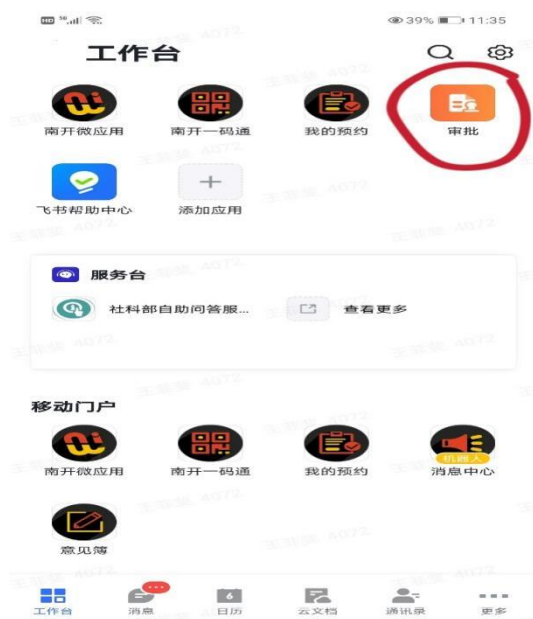 HD 5G 39% 11:35
工作台
南开微应用 南开一码通 我的预约 审批
飞书帮助中心 添加应用
服务台
社科部自助问答服... 查看更多
移动门户
南开微应用 南开一码通 我的预约 机器人 消息中心
意见簿
6
工作台 消息 日历 云文档 通讯录 更多